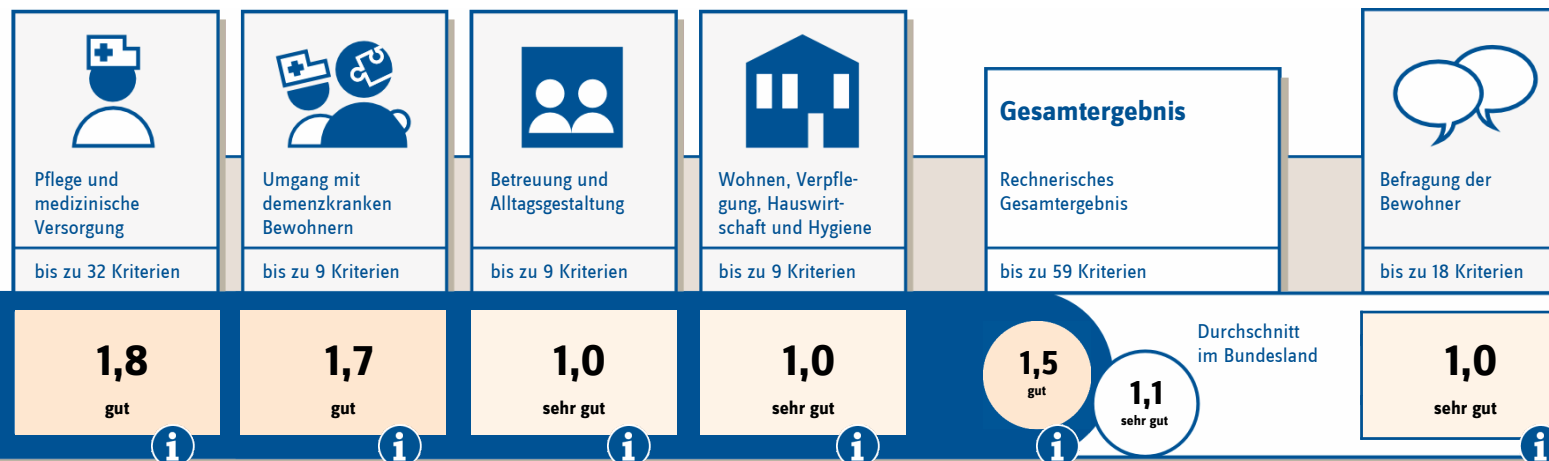 Pflege und
medizinische
Versorgung
bis zu 32 Kriterien
1,8
gut
i
Umgang mit
demenzkranken
Bewohnern
bis zu 9 Kriterien
1,7
gut
i
Betreuung und
Alltagsgestaltung
bis zu 9 Kriterien
1,0
sehr gut
i
Wohnen, Verpfle-
gung, Hauswirt-
schaft und Hygiene
bis zu 9 Kriterien
1,0
sehr gut
i
Gesamtergebnis
Rechnerisches
Gesamtergebnis
bis zu 59 Kriterien
1,5
gut
i
1,1
sehr gut
Durchschnitt
im Bundesland
Befragung der
Bewohner
bis zu 18 Kriterien
1,0
sehr gut
i